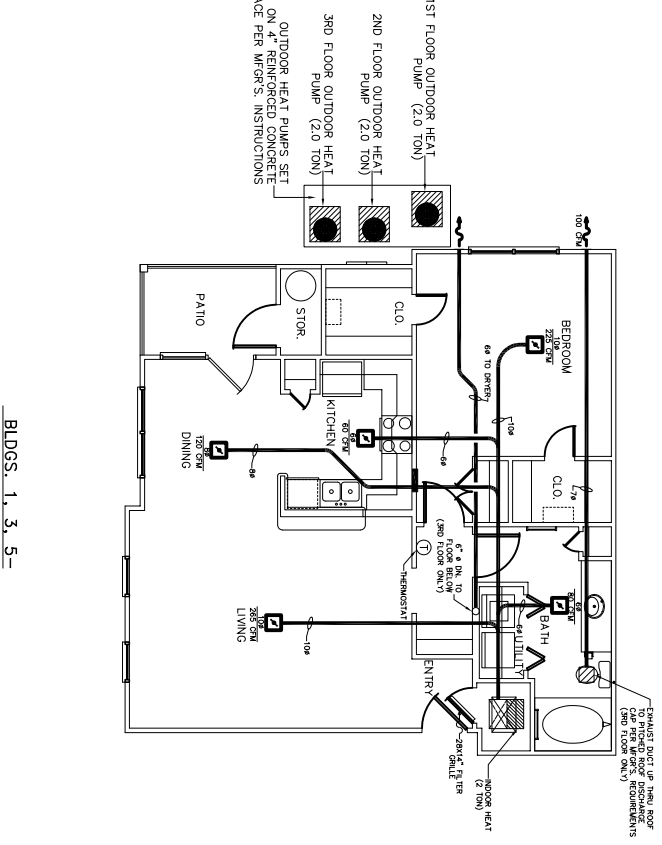 1ST FLOOR OUTDOOR HEAT
PUMP (2.0 TON)
2ND FLOOR OUTDOOR HEAT
PUMP (2.0 TON)
3RD FLOOR OUTDOOR HEAT
PUMP (2.0 TON)
OUTDOOR HEAT PUMPS SET
ON 4" REINFORCED CONCRETE
PER MFGR'S. INSTRUCTIONS
100 CFM
BEDROOM
10ø
225 CFM
6ø TO DRYER
10ø
CLO.
7ø
CLO.
STOR.
PATIO
KITCHEN
6ø
60 CFM
6ø
8ø
120 CFM
DINING
8ø
6" ø DN. TO
FLOOR BELOW
(3RD FLOOR ONLY)
T
THERMOSTAT
10ø
265 CFM
LIVING
10ø
6ø
80 CFM
BATH
6ø
UTILITY
ENTRY
28X14" FILTER
GRILLE
INDOOR HEAT
(2 TON)
EXHAUST DUCT UP THRU ROOF
TO PITCHED ROOF DISCHARGE
CAP PER MFGR'S. REQUIREMENTS
(3RD FLOOR ONLY)
BLDGS. 1, 3, 5-